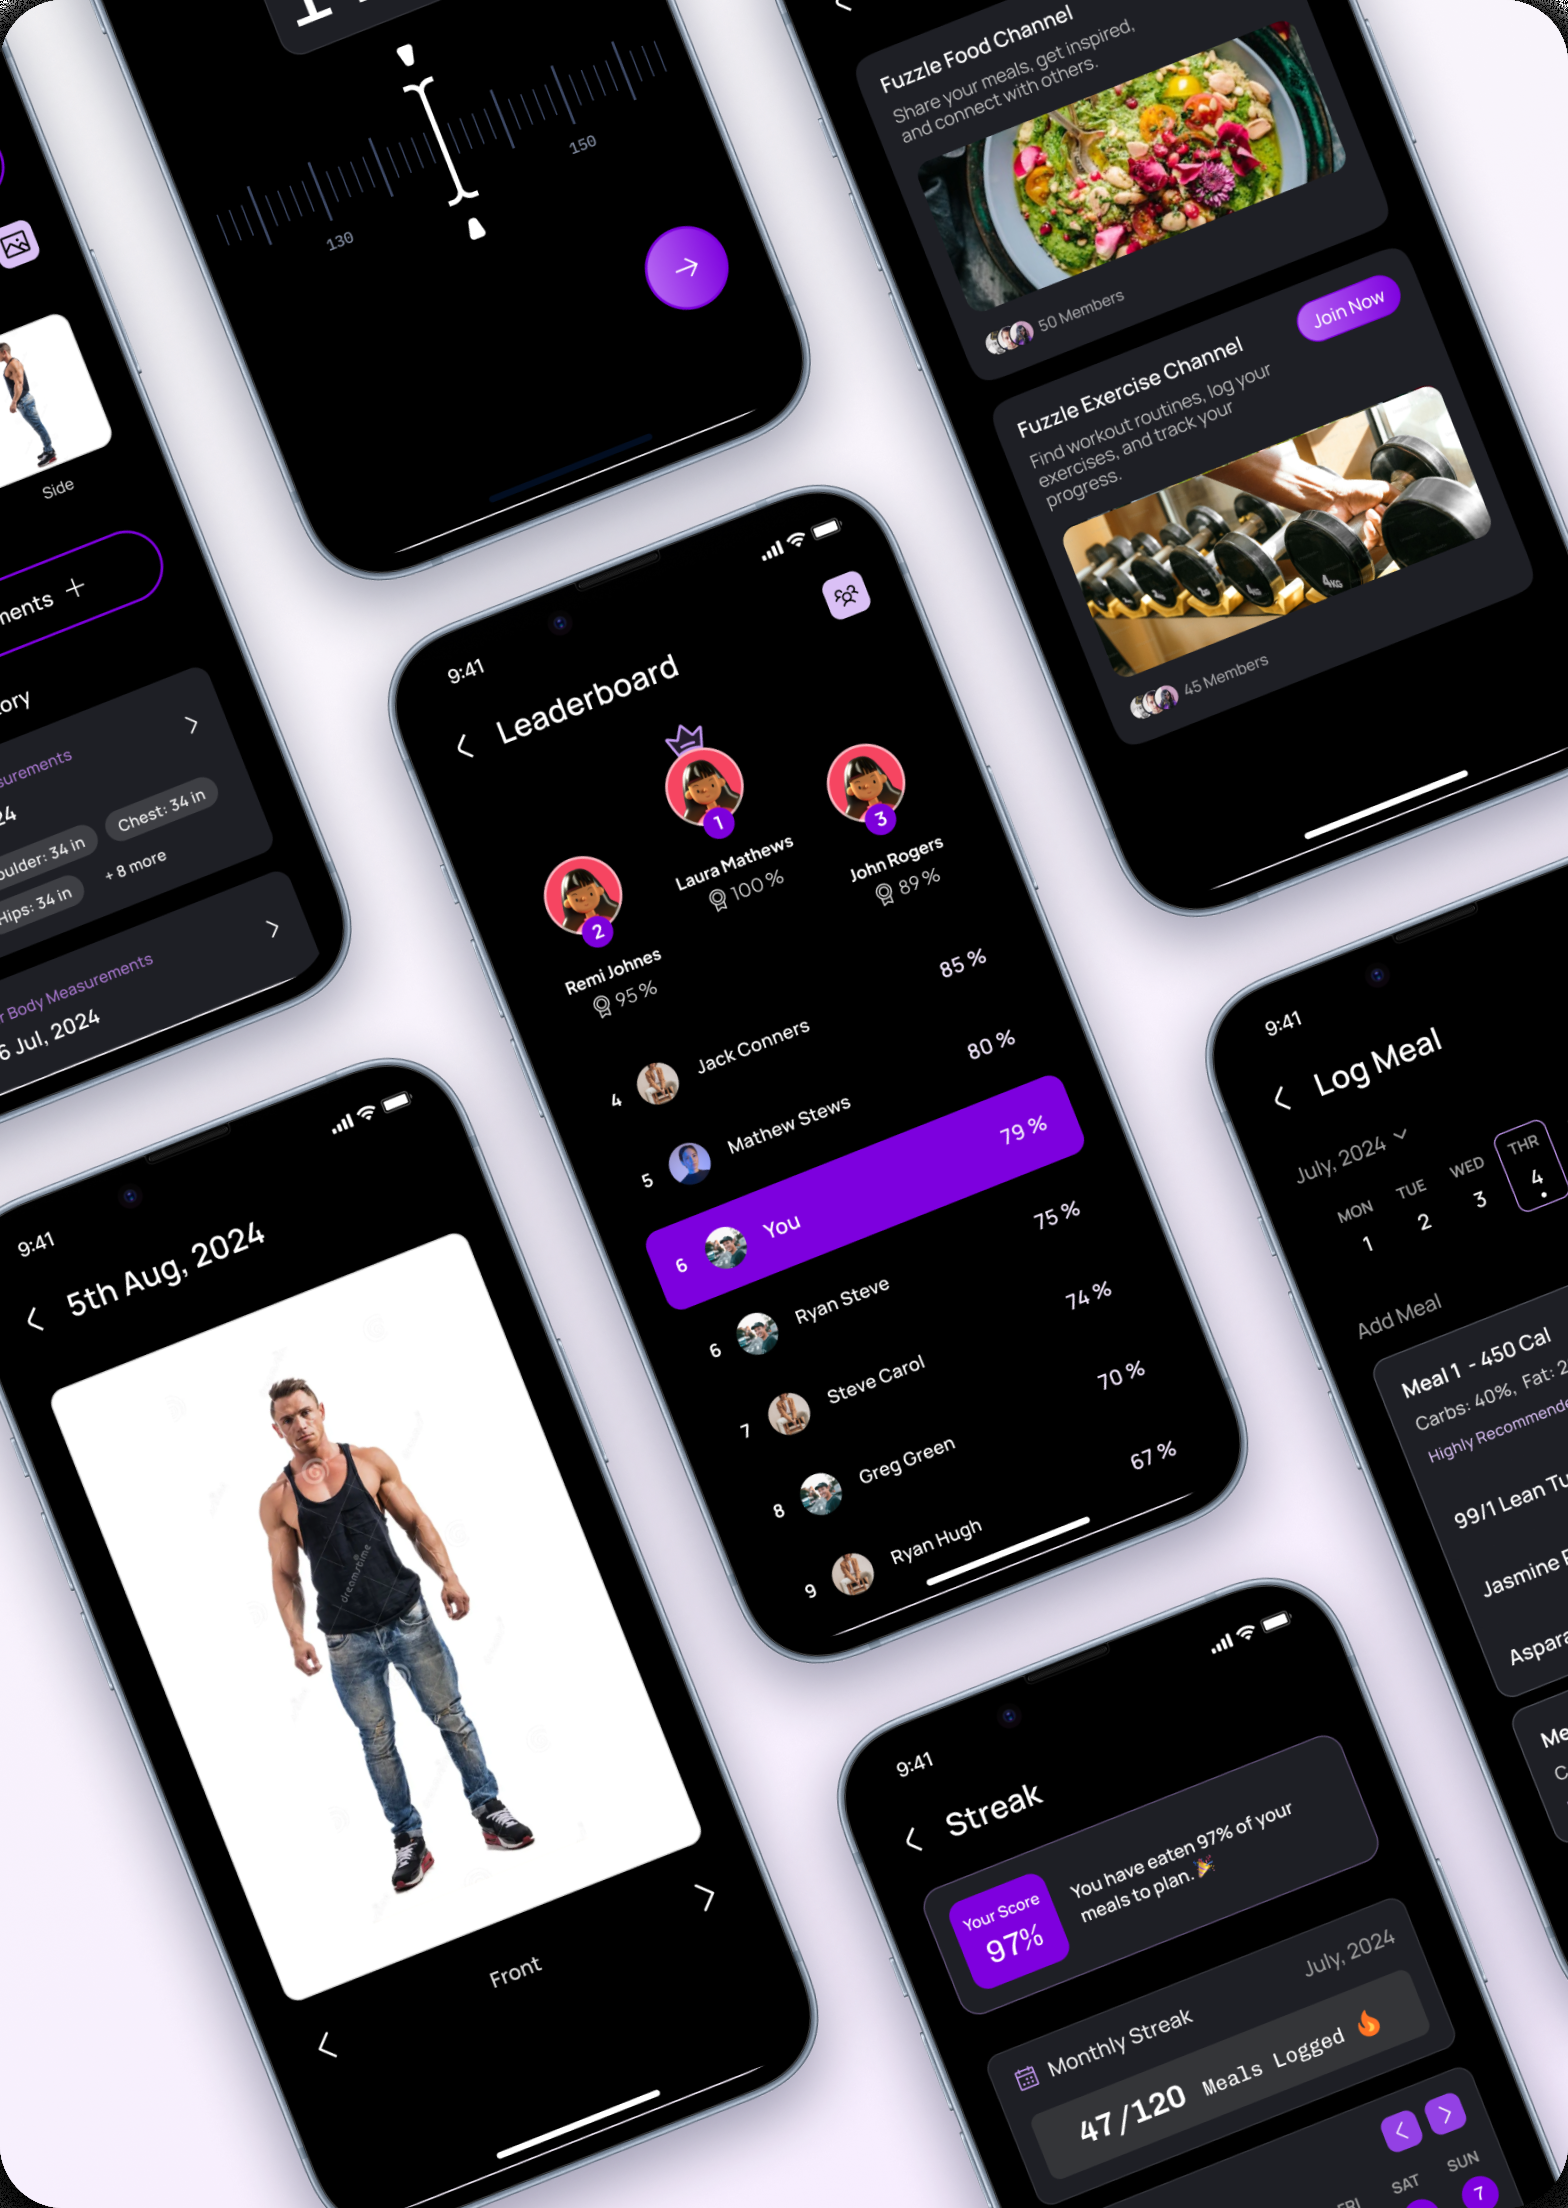 130
150
Fuzzle Food Channel
Share your meals, get inspired,
and connect with others.
50 Members
Join Now
Fuzzle Exercise Channel
Find workout routines, log your
exercises, and track your
progress.
4KG
45 Members
Side
24
Chest: 34 in
34 in
Hips: 34 in
+ 8 more
Body Measurements
6 Jul, 2024
9:41
Leaderboard
1
Laura Mathews
100 %
3
John Rogers
89 %
2
Remi Johnes
95 %
4 Jack Conners 85 %
5 Mathew Stews 80 %
6 You 79 %
6 Ryan Steve 75 %
7 Steve Carol 74 %
8 Greg Green 70 %
9 Ryan Hugh 67 %
9:41
Log Meal
July, 2024
MON TUE WED THR
1 2 3 4
Add Meal
Meal 1 - 450 Cal
Carbs: 40%, Fat: 2
Highly
99/1 Lean
Jasmine
9:41
5th Aug, 2024
dreamstime
Front
9:41
Streak
Your Score
97%
You have eaten 97% of your
meals to plan. 🎉
Monthly Streak July, 2024
47/120 Meals Logged 🔥
FRI SAT SUN
7